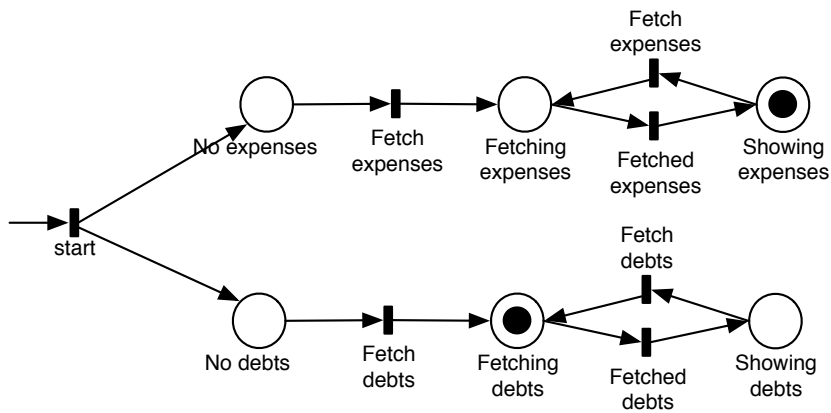 Fetch
expenses
No expenses
Fetch
expenses
Fetching
expenses
Fetched
expenses
Showing
expenses
start
Fetch
debts
No debts
Fetch
debts
Fetching
debts
Fetched
debts
Showing
debts